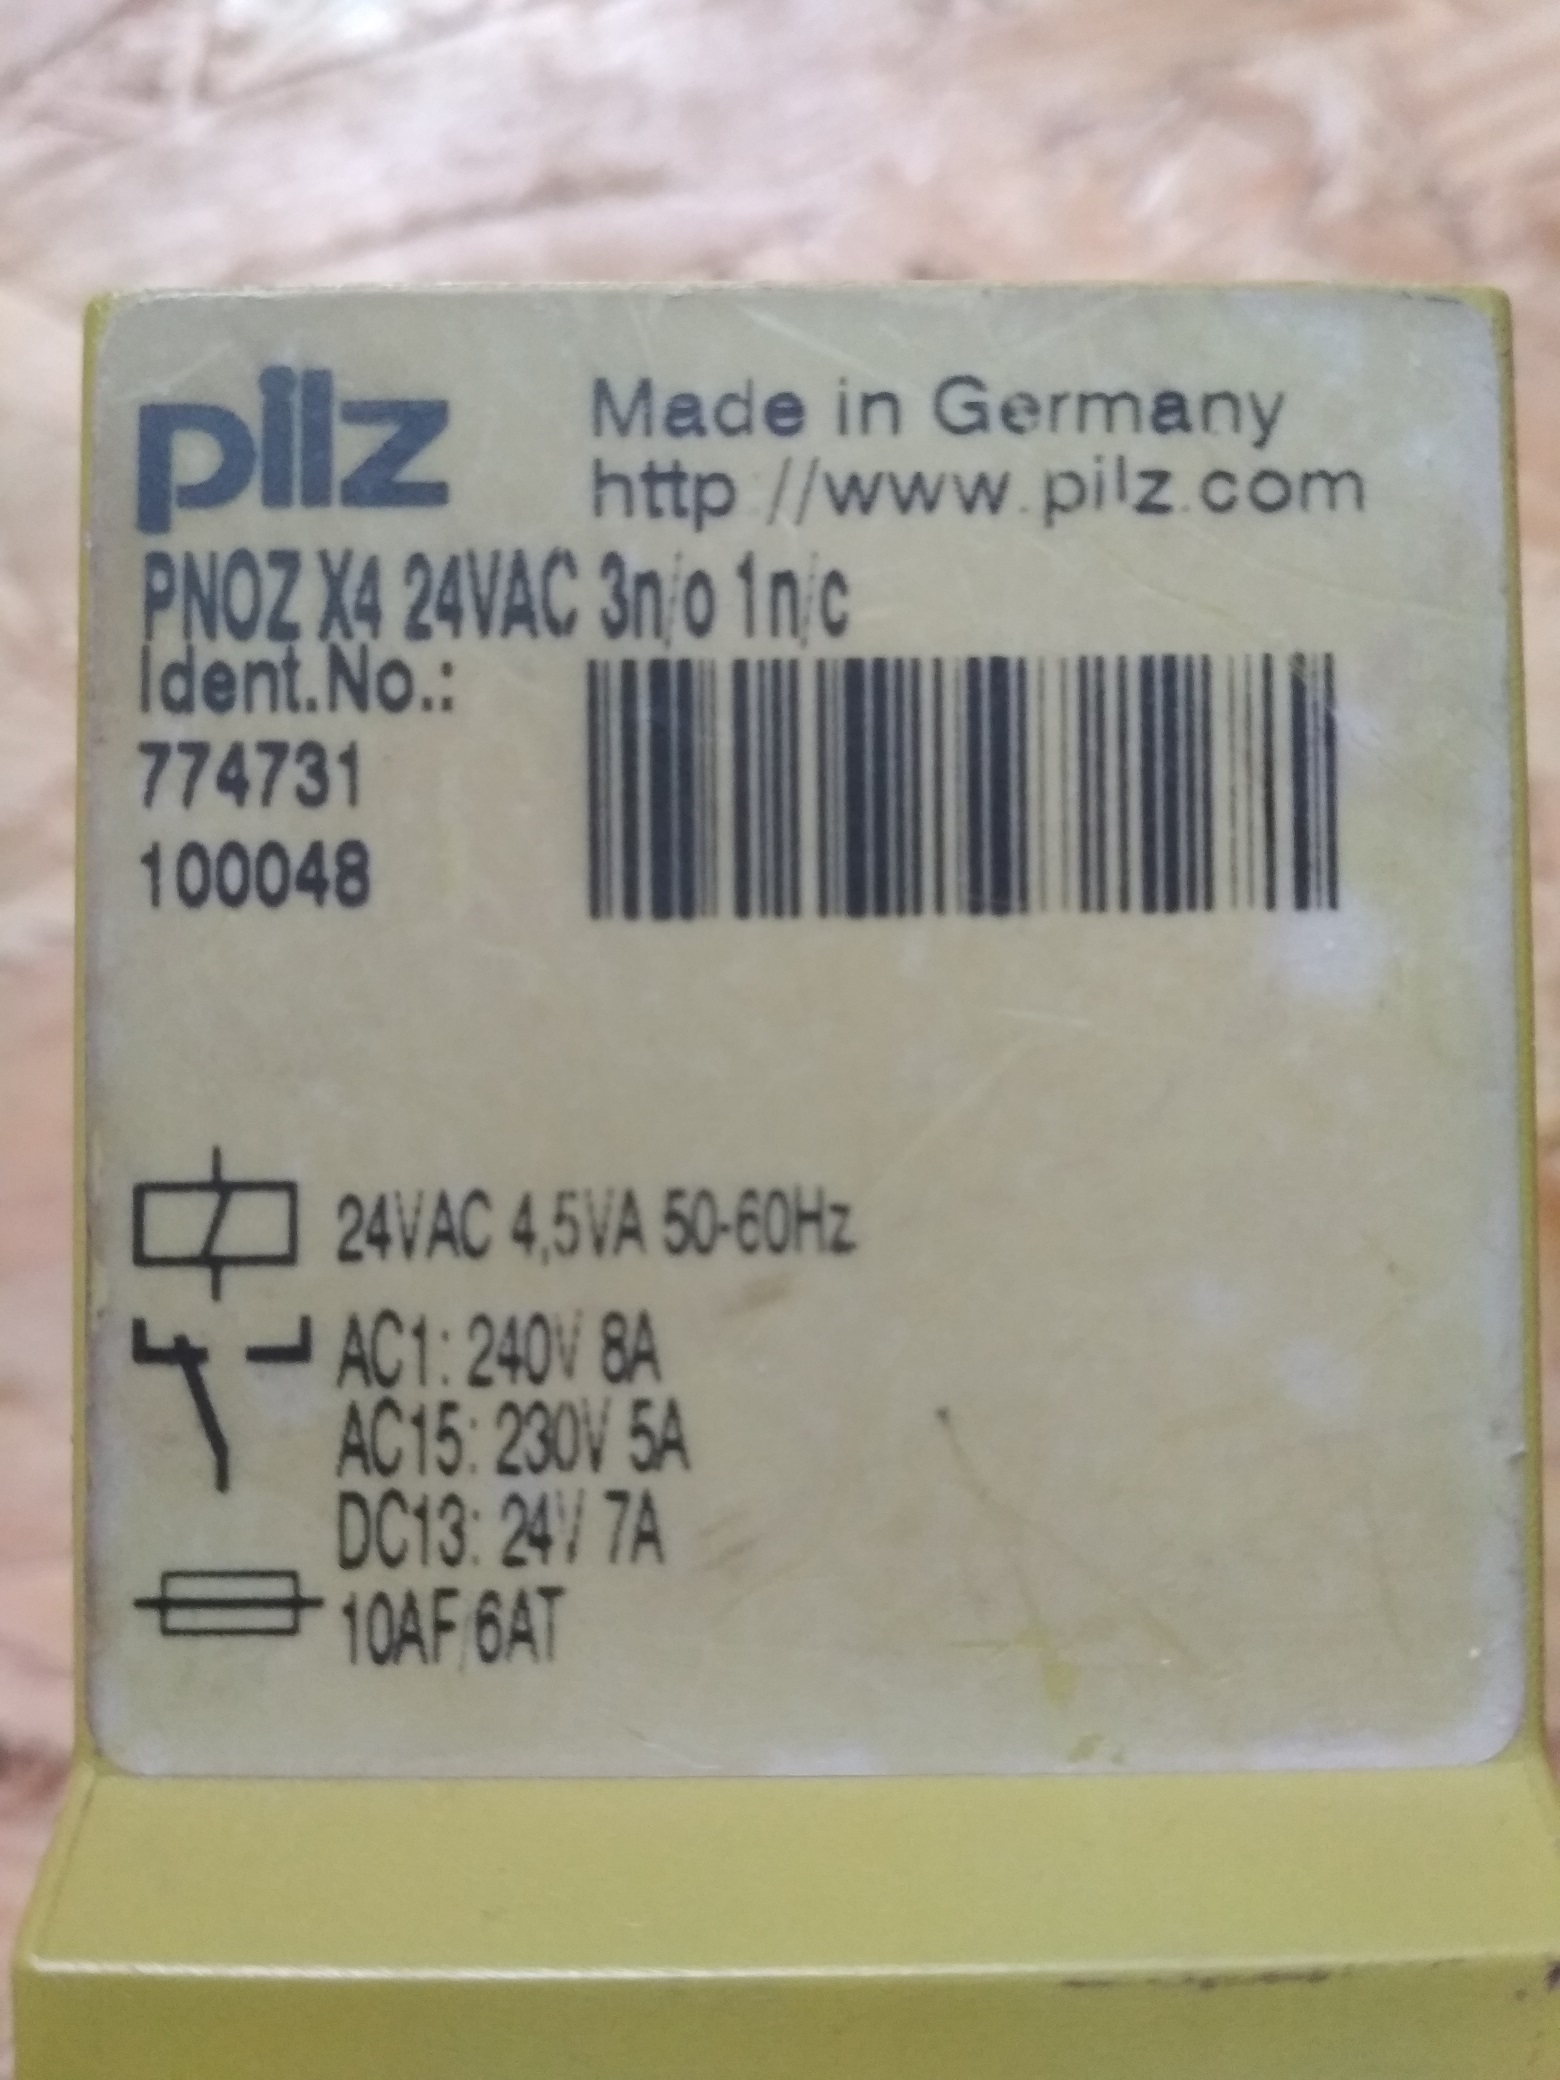 pilz
Made in Germany
http://www.pilz.com
PNOZ X4 24VAC 3n/o 1n/c
Ident.No.:
774731
100048
24VAC 4,5VA 50-60Hz
AC1: 240V 8A
AC15: 230V 5A
DC13: 24V 7A
10AF/6AT